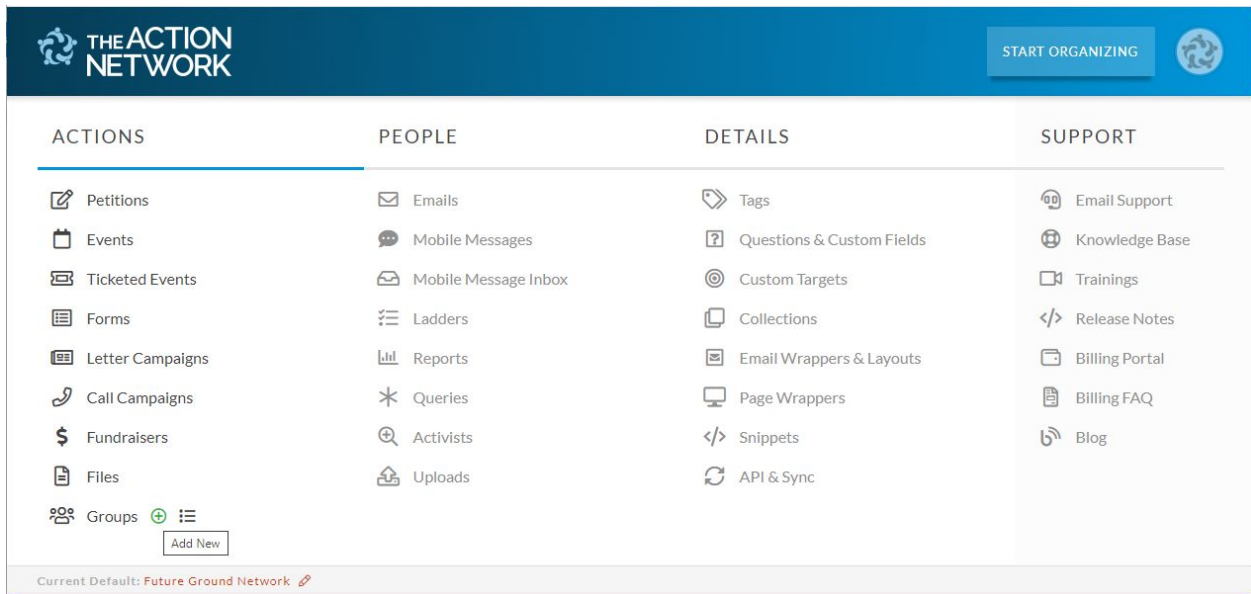 THE ACTION
NETWORK
START ORGANIZING
ACTIONS
Petitions
Events
Ticketed Events
Forms
Letter Campaigns
Call Campaigns
Fundraisers
Files
Groups
Add New
PEOPLE
Emails
Mobile Messages
Mobile Message Inbox
Ladders
Reports
Queries
Activists
Uploads
DETAILS
Tags
Questions & Custom Fields
Custom Targets
Collections
Email Wrappers & Layouts
Page Wrappers
Snippets
API & Sync
SUPPORT
Email Support
Knowledge Base
Trainings
Release Notes
Billing Portal
Billing FAQ
Blog
Current Default: Future Ground Network